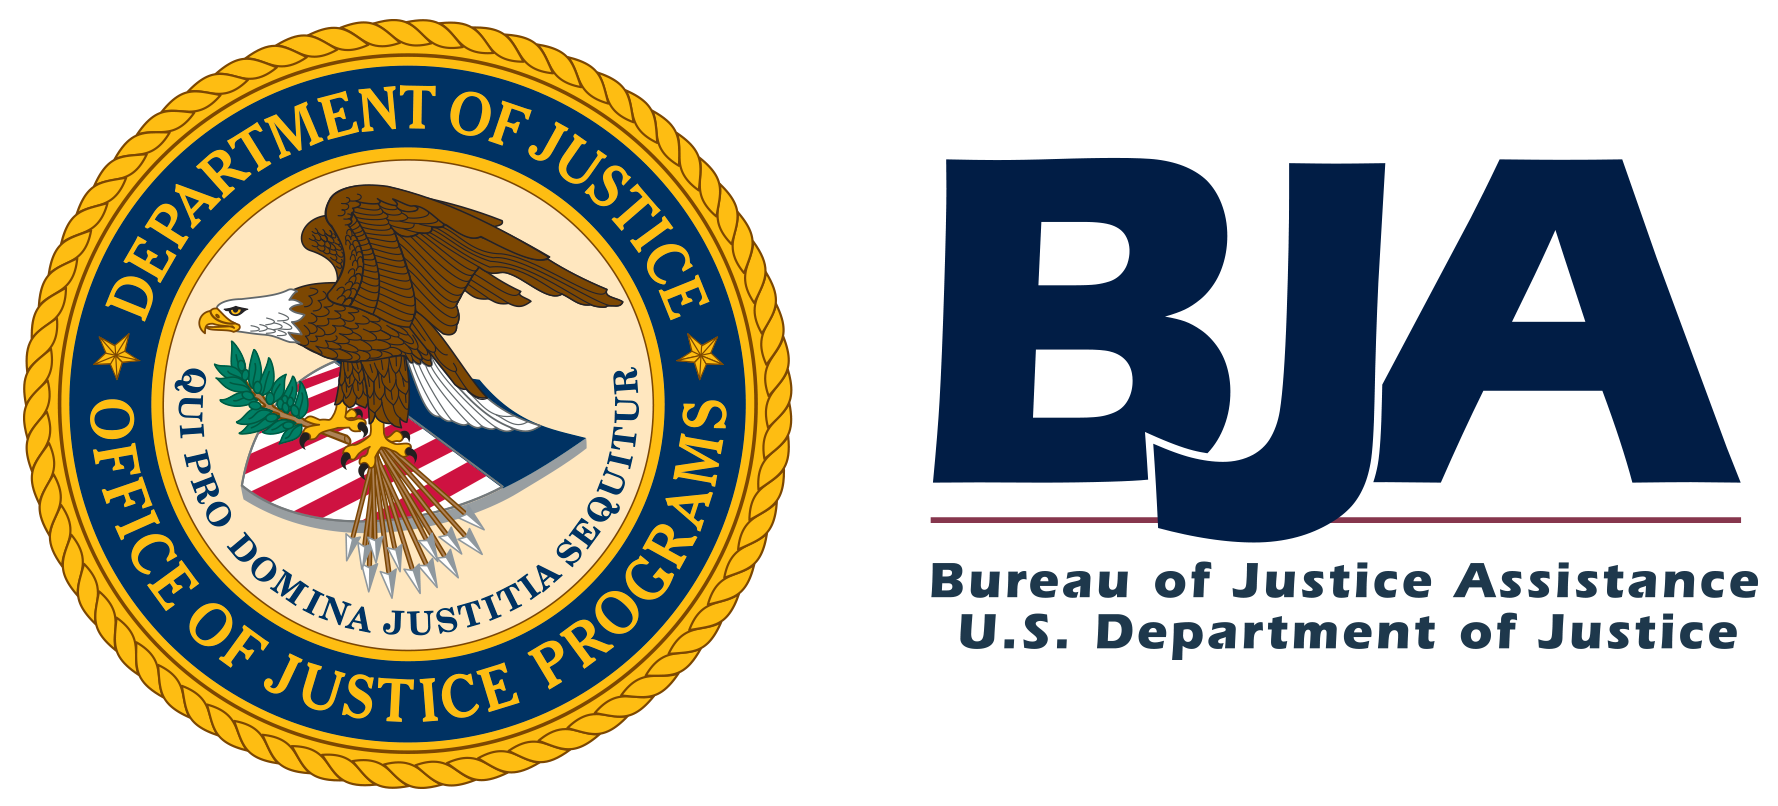 DEPARTMENT OF JUSTICE
OFFICE OF JUSTICE PROGRAMS
QUI PRO DOMINA JUSTITIA SEQUITUR
BJA
Bureau of Justice Assistance
U.S. Department of Justice